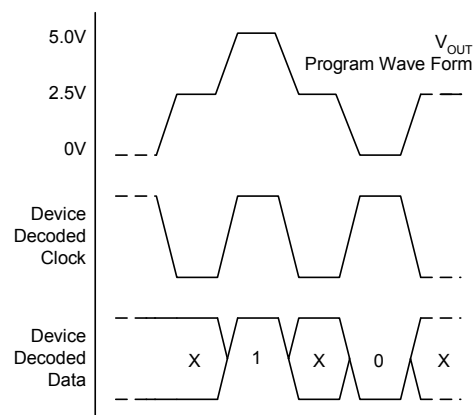 5.0V
V_OUT
Program Wave Form
2.5V
0V
Device
Decoded
Clock
Device
Decoded
Data
X 1 X 0 X